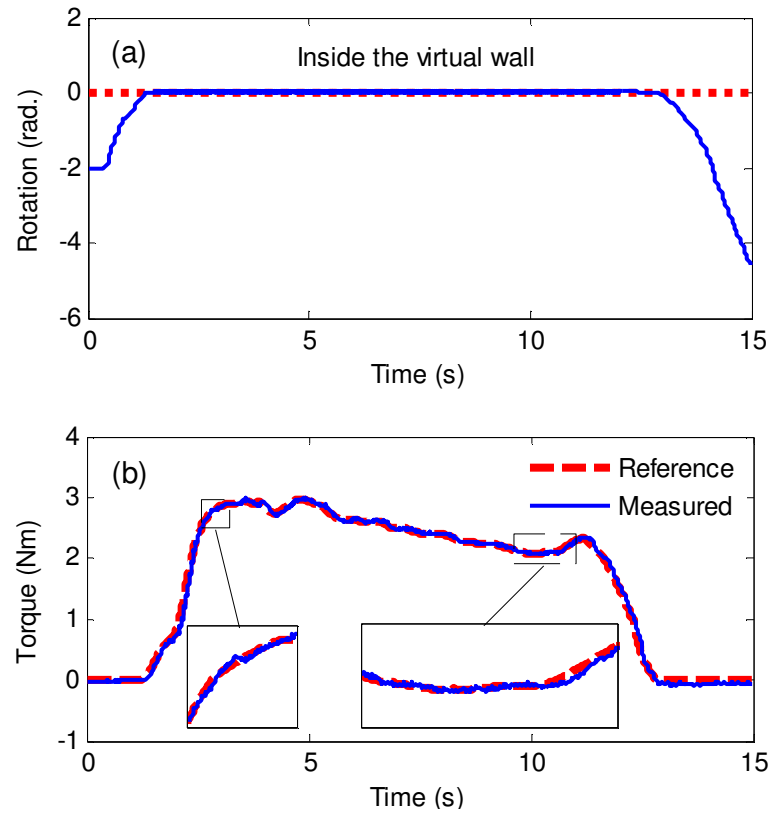 (a)
Inside the virtual wall
2
0
-2
-4
-6
Rotation (rad.)
0
5
10
15
Time (s)
(b)
Reference
Measured
4
3
2
1
0
-1
Torque (Nm)
0
5
10
15
Time (s)